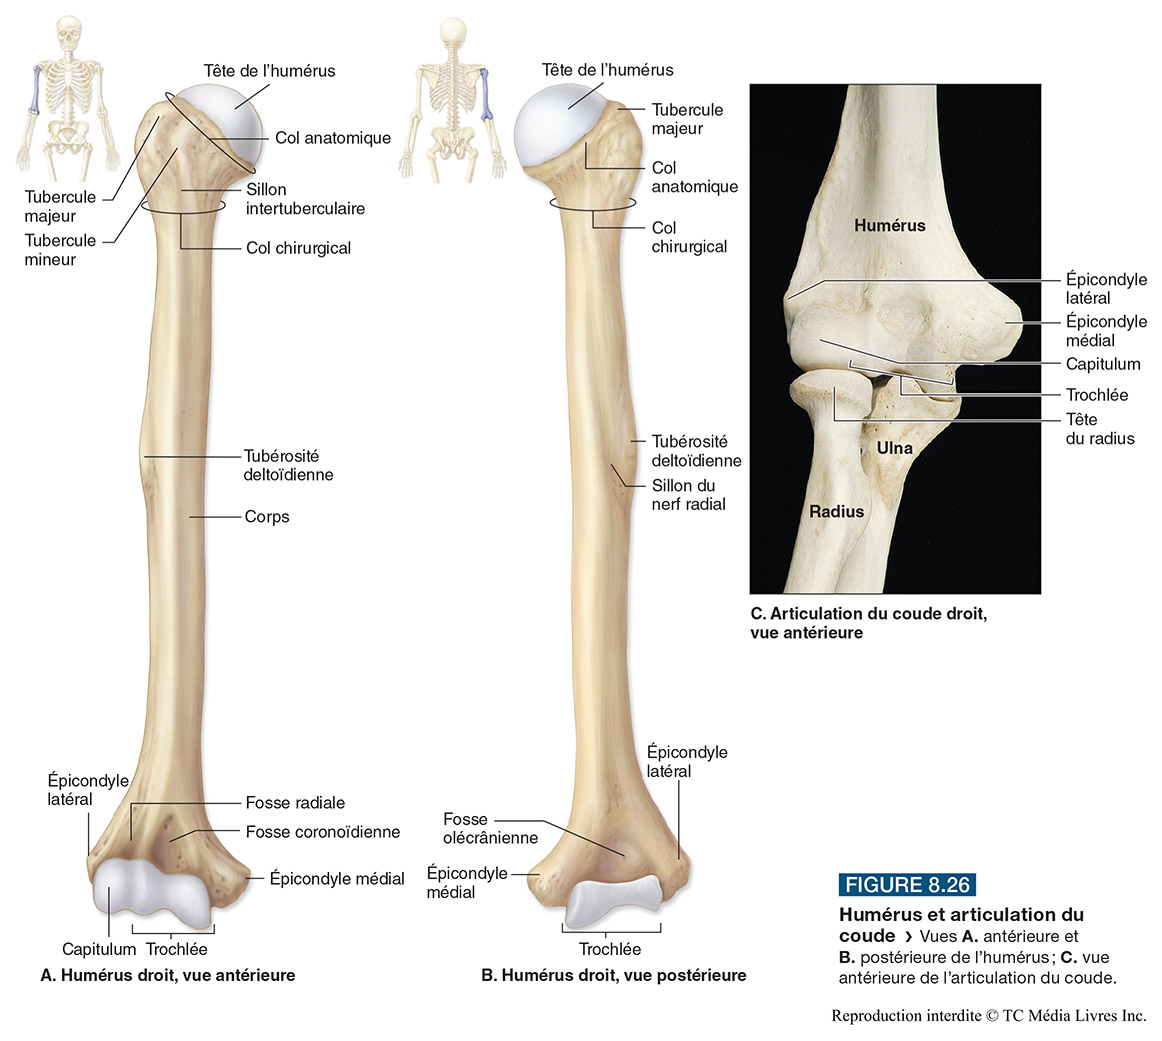 Tête de l’humérus
Col anatomique
Tubercule
majeur
Sillon
intertuberculaire
Tubercule
mineur
Col chirurgical
Tubérosité
deltoïdienne
Corps
Épicondyle
latéral
Fosse radiale
Fosse coronoïdienne
Épicondyle médial
Capitulum
Trochlée
A. Humérus droit, vue antérieure
Tête de l’humérus
Tubercule
majeur
Col
anatomique
Col
chirurgical
Tubérosité
deltoïdienne
Sillon du
nerf radial
Épicondyle
latéral
Fosse
olécrânienne
Épicondyle
médial
Trochlée
B. Humérus droit, vue postérieure
Humérus
Épicondyle
latéral
Épicondyle
médial
Capitulum
Trochlée
Tête
du radius
Ulna
Radius
C. Articulation du coude droit,
vue antérieure
FIGURE 8.26
Humérus et articulation du
coude › Vues A. antérieure et
B. postérieure de l’humérus ; C. vue
antérieure de l’articulation du coude.
Reproduction interdite © TC Média Livres Inc.